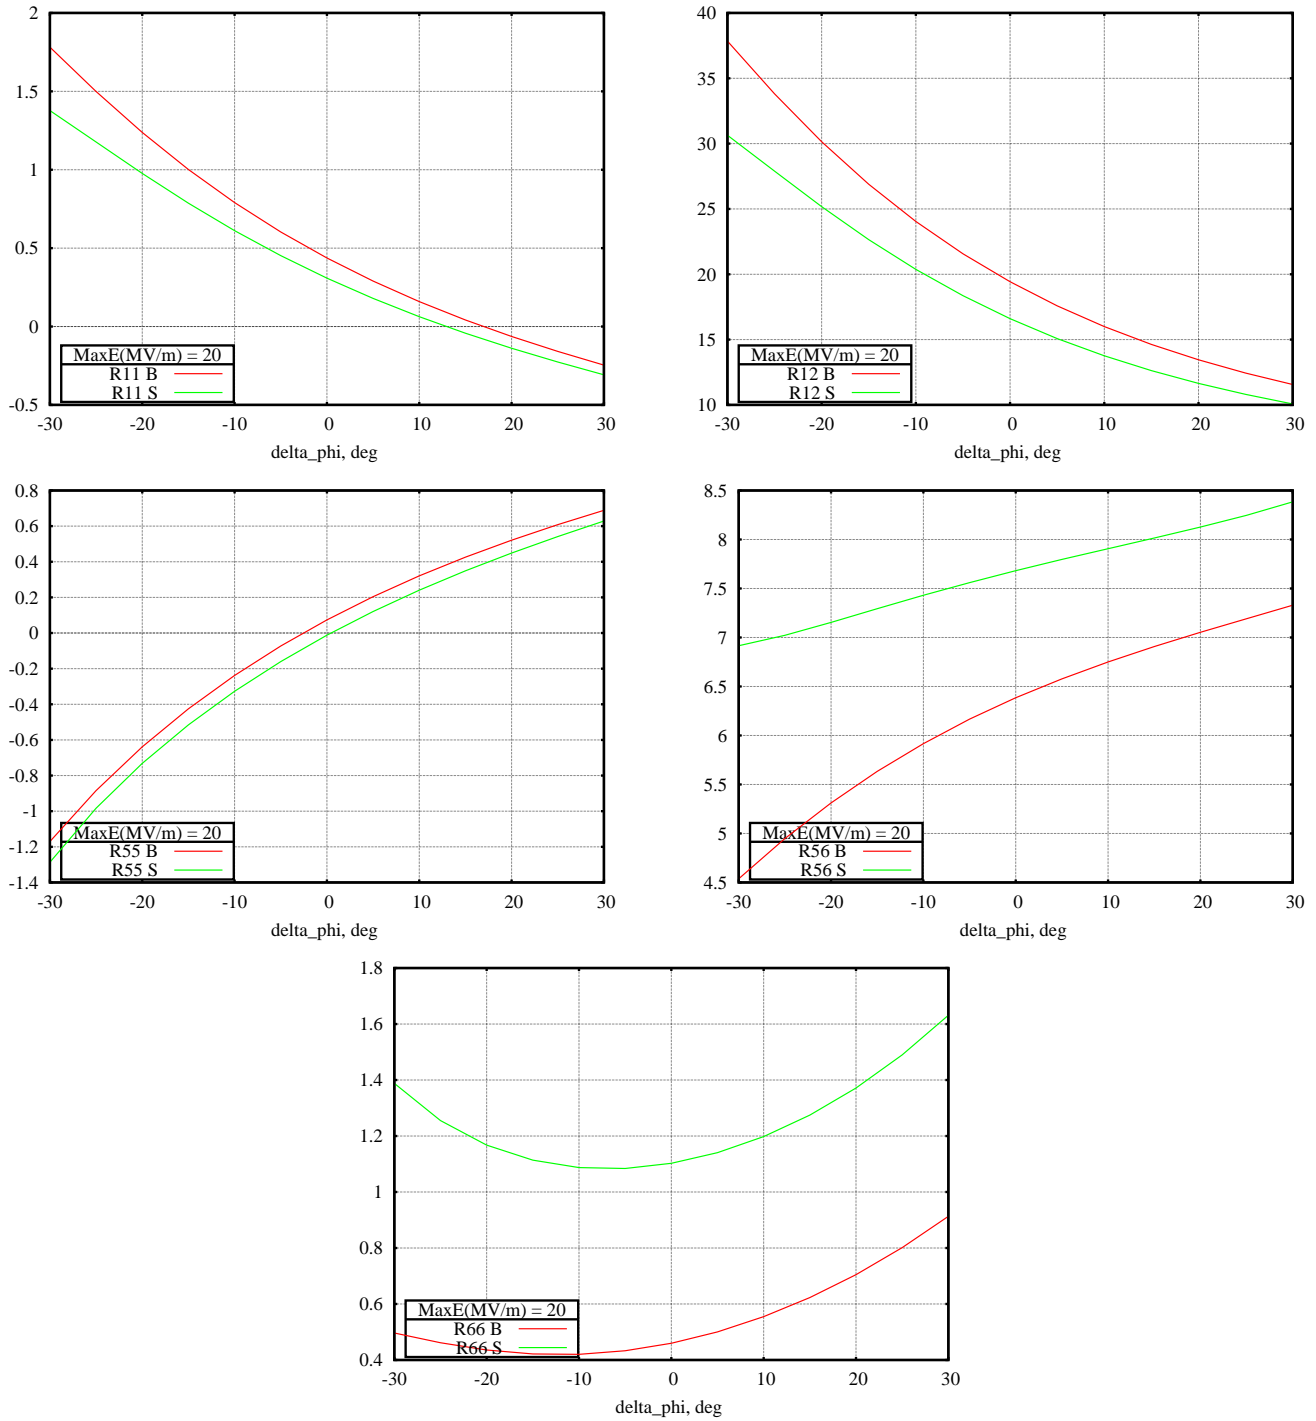 2
1.5
1
0.5
0
-0.5
-30 -20 -10 0 10 20 30
delta_phi, deg
MaxE(MV/m) = 20
R11 B
R11 S
40
35
30
25
20
15
10
-30 -20 -10 0 10 20 30
delta_phi, deg
MaxE(MV/m) = 20
R12 B
R12 S
0.8
0.6
0.4
0.2
0
-0.2
-0.4
-0.6
-0.8
-1
-1.2
-1.4
-30 -20 -10 0 10 20 30
delta_phi, deg
MaxE(MV/m) = 20
R55 B
R55 S
8.5
8
7.5
7
6.5
6
5.5
5
4.5
-30 -20 -10 0 10 20 30
delta_phi, deg
MaxE(MV/m) = 20
R56 B
R56 S
1.8
1.6
1.4
1.2
1
0.8
0.6
0.4
-30 -20 -10 0 10 20 30
delta_phi, deg
MaxE(MV/m) = 20
R66 B
R66 S